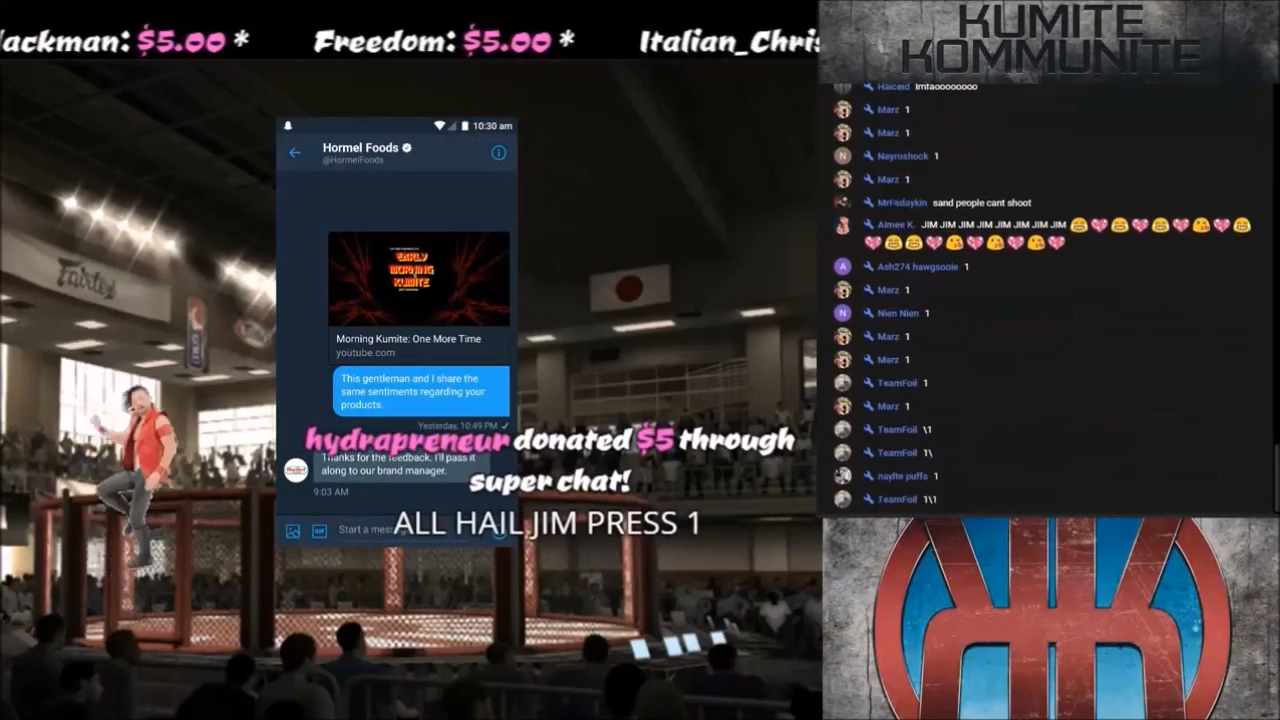 lackman: $5.00 *
Freedom: $5.00 *
Italian_Chris
KUMITE
KOMMUNITE
Fairtex
10:30 am
Hormel Foods
@HormelFoods
EARLY
MORNING
KUMITE
Morning Kumite: One More Time
youtube.com
This gentleman and I share the
same sentiments regarding your
products.
Yesterday, 10:49 PM ✓
Thanks for the feedback. I'll pass it
along to our brand manager.
9:03 AM
Start a mess
hydrapreneur donated $5 through
super chat!
ALL HAIL JIM PRESS 1
Haiceid lmfaooooooooo
Marz 1
Marz 1
N Neyroshock 1
Marz 1
MrFedaykin sand people cant shoot
Aimee K. JIM JIM JIM JIM JIM JIM JIM JIM 😂💖😂💖😂💖😘💖😂
💖😂😂💖😘💖😘💖😘💖
A Ash274 hawgsooie 1
Marz 1
N Nien Nien 1
Marz 1
Marz 1
TeamFoil 1
Marz 1
TeamFoil \1
TeamFoil 1\
nayfte puffs 1
TeamFoil 1\1